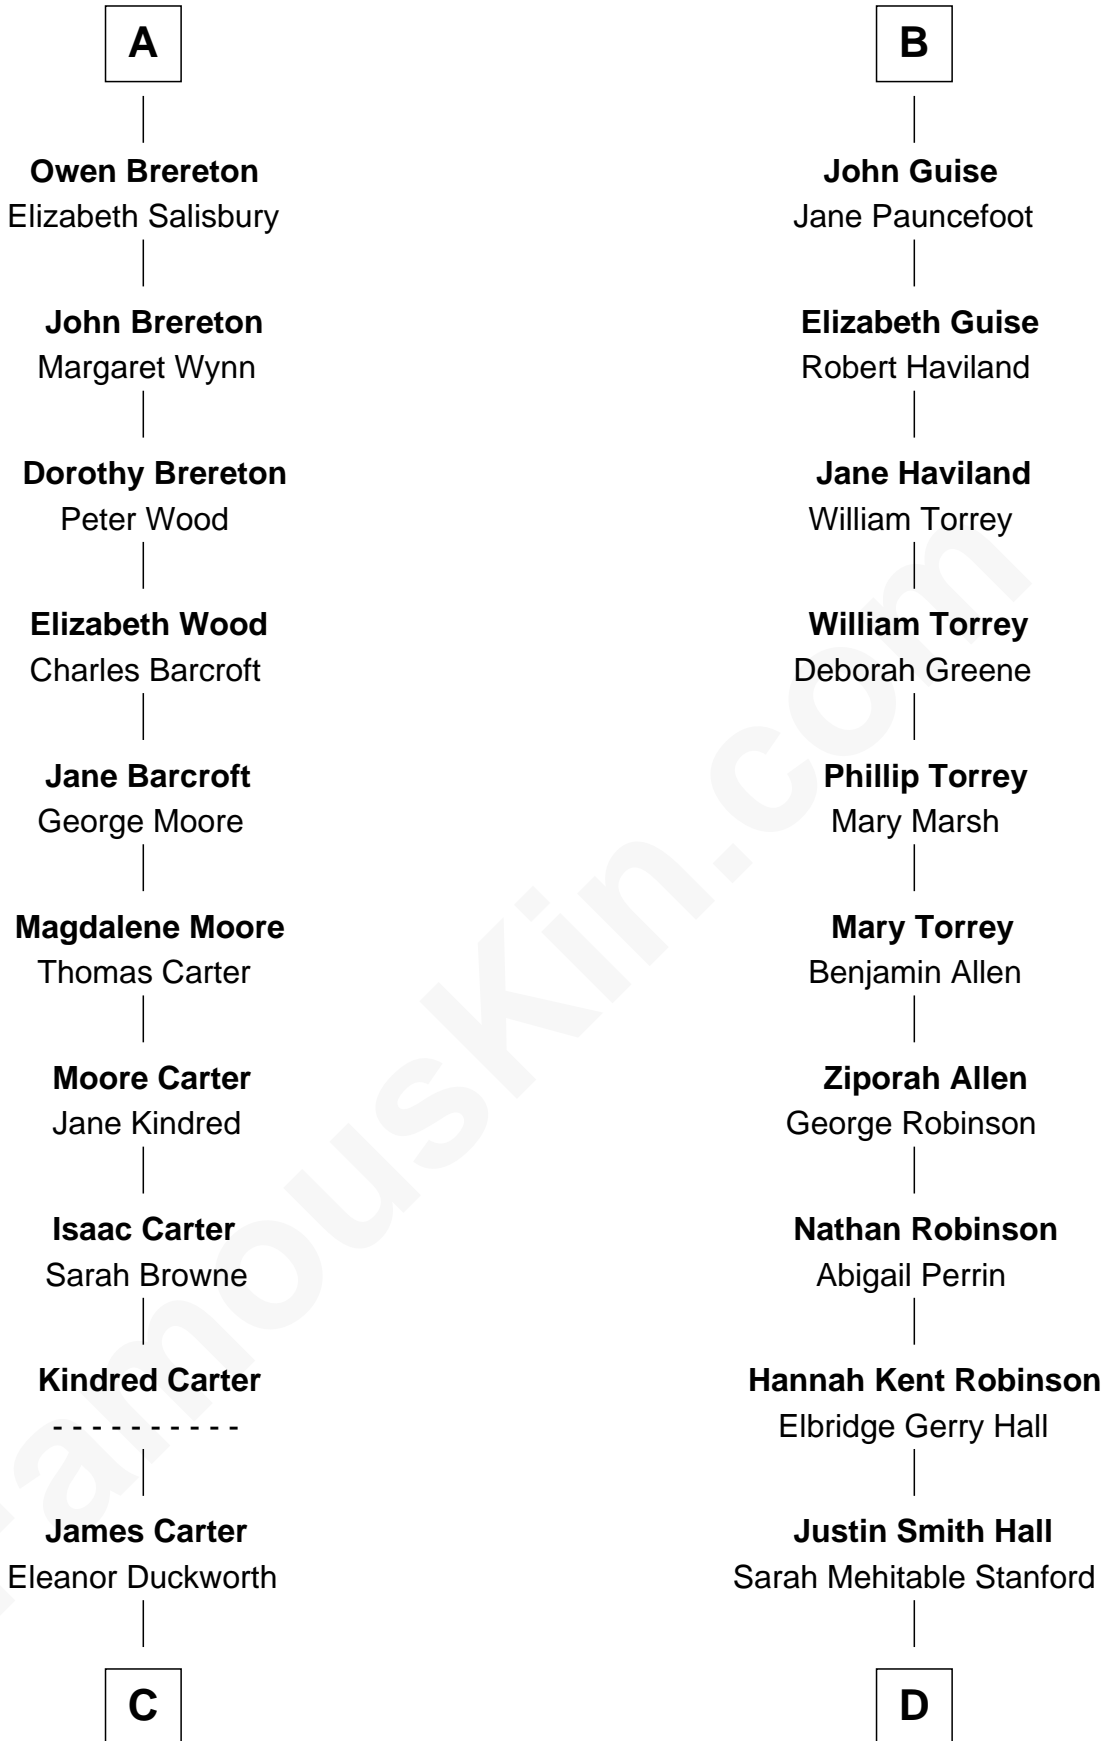 A
Owen Brereton
Elizabeth Salisbury
John Brereton
Margaret Wynn
Dorothy Brereton
Peter Wood
Elizabeth Wood
Charles Barcroft
Jane Barcroft
George Moore
Magdalene Moore
Thomas Carter
Moore Carter
Jane Kindred
Isaac Carter
Sarah Browne
Kindred Carter
- - - - - - - - - -
James Carter
Eleanor Duckworth
C
B
John Guise
Jane Pauncefoot
Elizabeth Guise
Robert Haviland
Jane Haviland
William Torrey
William Torrey
Deborah Greene
Phillip Torrey
Mary Marsh
Mary Torrey
Benjamin Allen
Ziporah Allen
George Robinson
Nathan Robinson
Abigail Perrin
Hannah Kent Robinson
Elbridge Gerry Hall
Justin Smith Hall
Sarah Mehitable Stanford
D
FamousKin.com